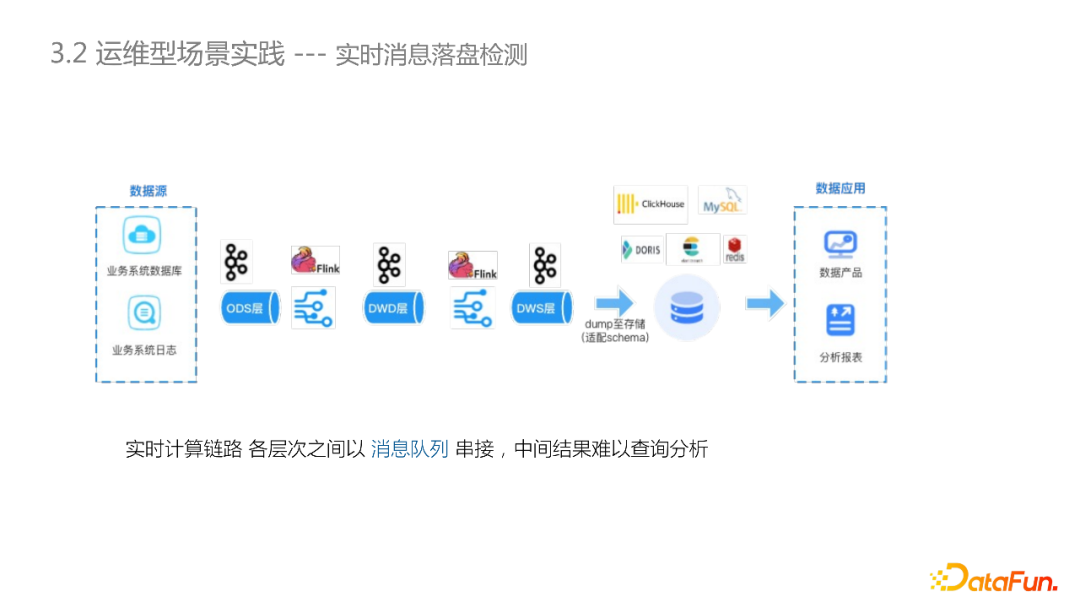 3.2 运维型场景实践 --- 实时消息落盘检测
数据源
业务系统数据库
业务系统日志
ODS层
Flink
DWD层
Flink
DWS层
dump至存储
(适配schema)
ClickHouse
MySQL
DORIS
redis
数据应用
数据产品
分析报表
实时计算链路 各层次之间以 消息队列 串接，中间结果难以查询分析
DataFun.